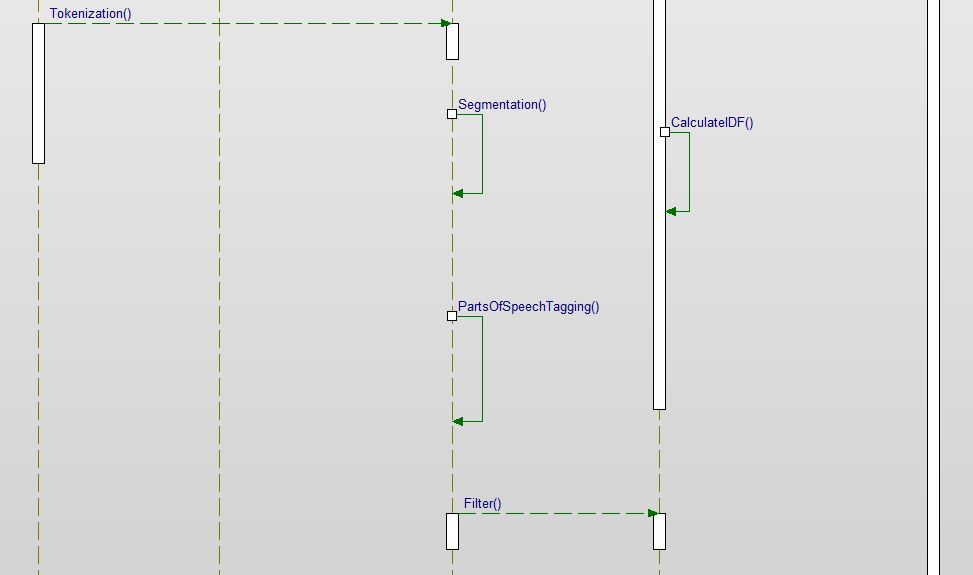 Tokenization()
Segmentation()
CalculateIDF()
PartsOfSpeechTagging()
Filter()